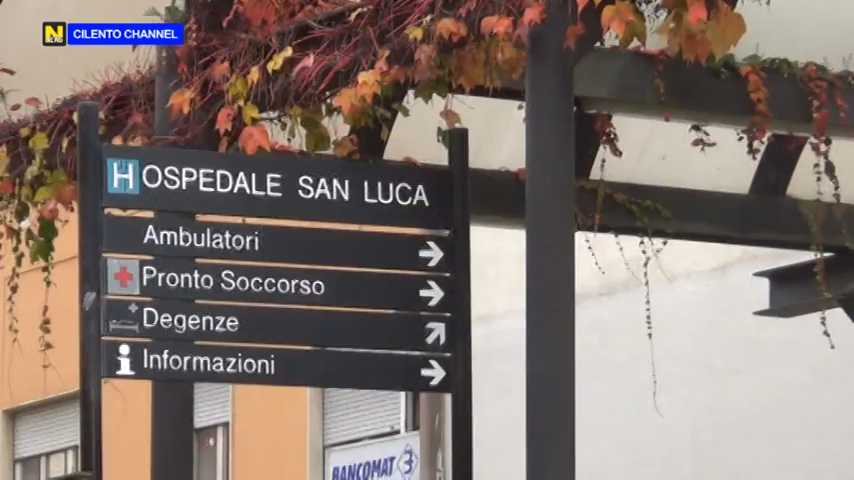 N
CILENTO CHANNEL
HOSPEDALE SAN LUCA
Ambulatori
Pronto Soccorso
Degenze
i Informazioni
BANCOMAT